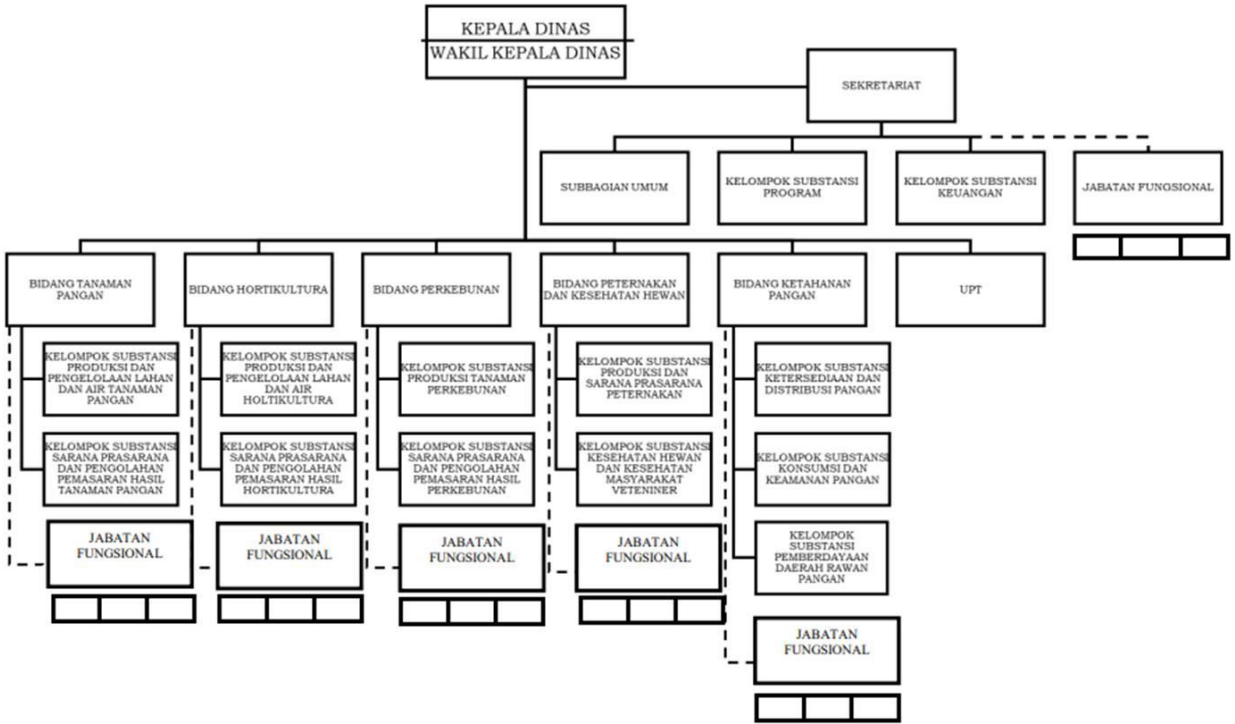 KEPALA DINAS
WAKIL KEPALA DINAS
SEKRETARIAT
SUBBAGIAN UMUM
KELOMPOK SUBSTANSI
PROGRAM
KELOMPOK SUBSTANSI
KEUANGAN
JABATAN FUNGSIONAL
BIDANG TANAMAN
PANGAN
BIDANG HORTIKULTURA
BIDANG PERKEBUNAN
BIDANG PETERNAKAN
DAN KESEHATAN HEWAN
BIDANG KETAHANAN
PANGAN
UPT
KELOMPOK SUBSTANSI
PRODUKSI DAN
PENGELOLAAN LAHAN
DAN AIR TANAMAN
PANGAN
KELOMPOK SUBSTANSI
PRODUKSI DAN
PENGELOLAAN LAHAN
DAN AIR
HOLTIKULTURA
KELOMPOK SUBSTANSI
PRODUKSI TANAMAN
PERKEBUNAN
KELOMPOK SUBSTANSI
PRODUKSI DAN
SARANA PRASARANA
PETERNAKAN
KELOMPOK SUBSTANSI
KETERSEDIAAN DAN
DISTRIBUSI PANGAN
KELOMPOK SUBSTANSI
SARANA PRASARANA
DAN PENGOLAHAN
PEMASARAN HASIL
TANAMAN PANGAN
KELOMPOK SUBSTANSI
SARANA PRASARANA
DAN PENGOLAHAN
PEMASARAN HASIL
HORTIKULTURA
KELOMPOK SUBSTANSI
SARANA PRASARANA
DAN PENGOLAHAN
PEMASARAN HASIL
PERKEBUNAN
KELOMPOK SUBSTANSI
KESEHATAN HEWAN
DAN KESEHATAN
MASYARAKAT
VETENINER
KELOMPOK SUBSTANSI
KONSUMSI DAN
KEAMANAN PANGAN
JABATAN
FUNGSIONAL
JABATAN
FUNGSIONAL
JABATAN
FUNGSIONAL
JABATAN
FUNGSIONAL
KELOMPOK
SUBSTANSI
PEMBERDAYAAN
DAERAH RAWAN
PANGAN
JABATAN
FUNGSIONAL